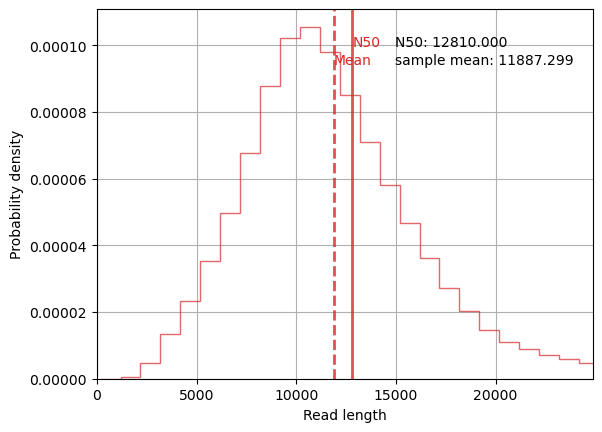 0.00010
0.00008
0.00006
0.00004
0.00002
0.00000
Probability density
N50
Mean
N50: 12810.000
sample mean: 11887.299
0
5000
10000
15000
20000
Read length